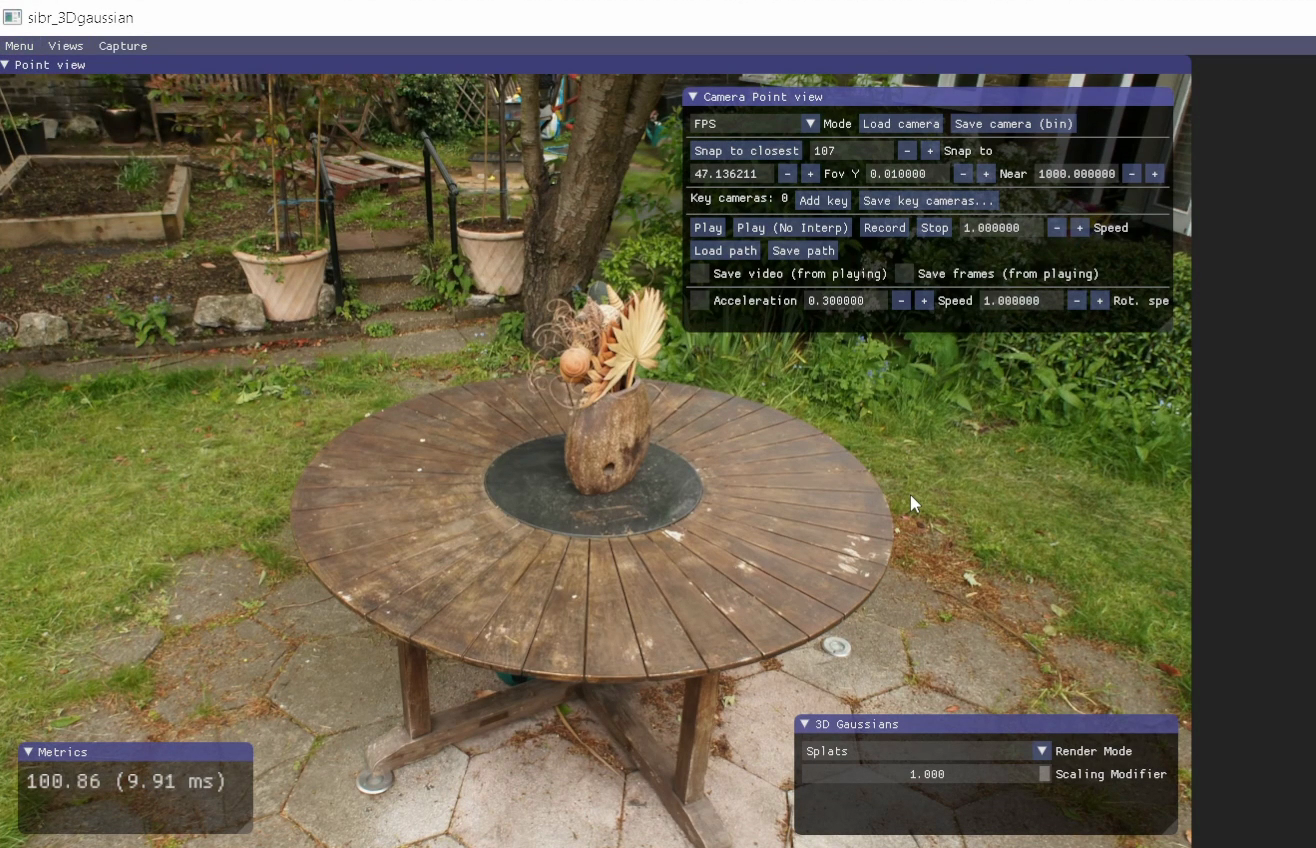 sibr_3Dgaussian
Menu Views Capture
Point view
Camera Point view
FPS Mode Load camera Save camera (bin)
Snap to closest 107 - + Snap to
47.136211 - + Fov Y 0.010000 - + Near 1000.000000 - +
Key cameras: 0 Add key Save key cameras...
Play Play (No Interp) Record Stop 1.000000 - + Speed
Load path Save path
Save video (from playing) Save frames (from playing)
Acceleration 0.300000 - + Speed 1.000000 - + Rot. spe
3D Gaussians
Splats Render Mode
1.000 Scaling Modifier
Metrics
100.86 (9.91 ms)